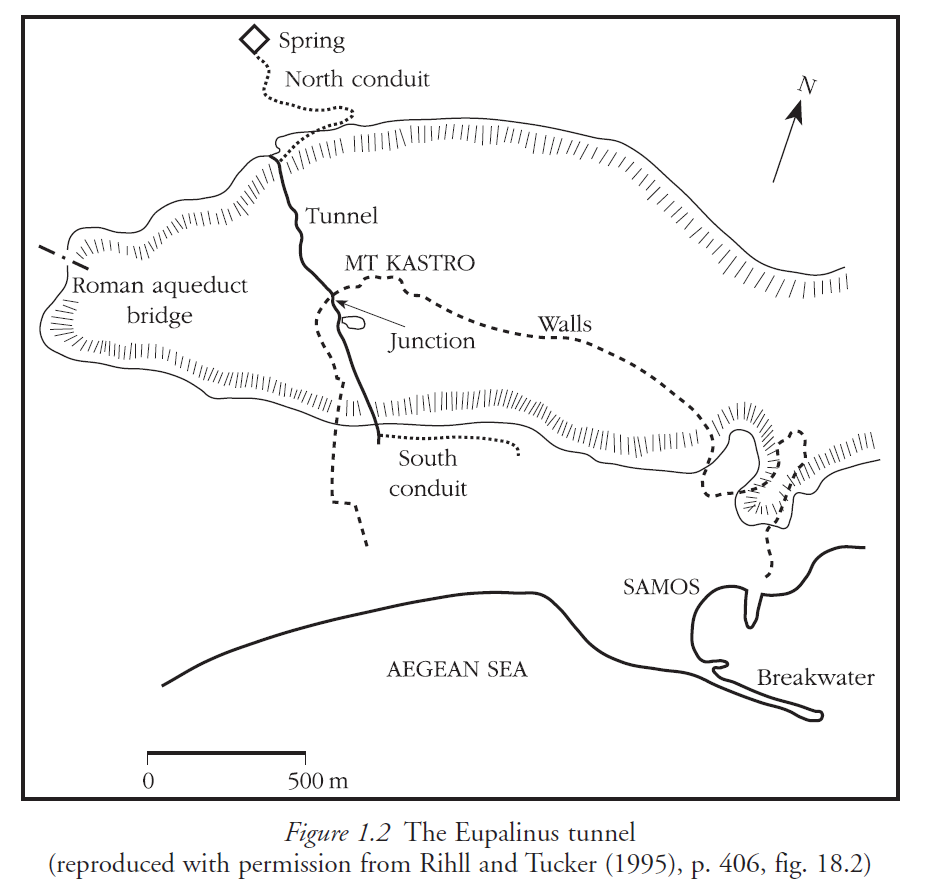 Spring
North conduit
N
Tunnel
MT KASTRO
Roman aqueduct
bridge
Walls
Junction
South
conduit
SAMOS
AEGEAN SEA
Breakwater
0 500 m
Figure 1.2 The Eupalinus tunnel
(reproduced with permission from Rihll and Tucker (1995), p. 406, fig. 18.2)